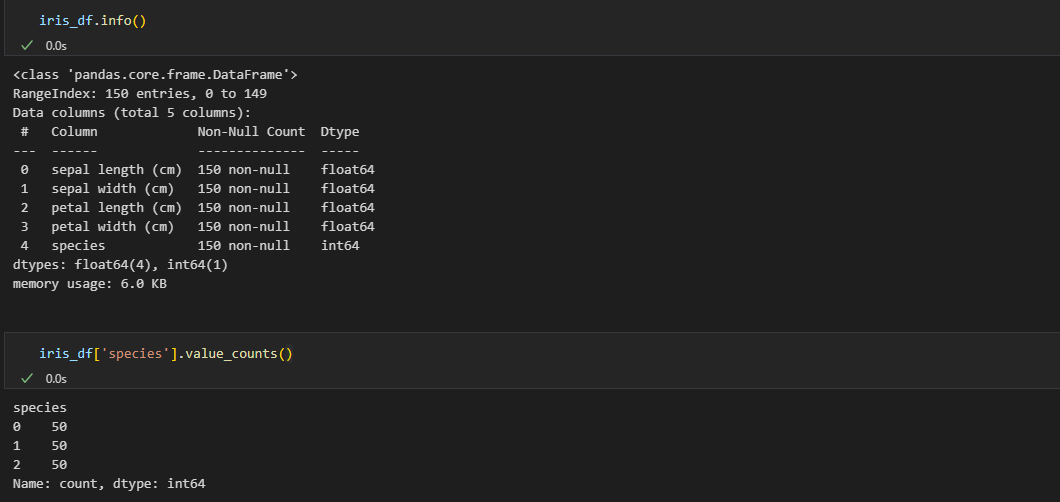 iris_df.info()
0.0s
<class 'pandas.core.frame.DataFrame'>
RangeIndex: 150 entries, 0 to 149
Data columns (total 5 columns):
 #   Column             Non-Null Count  Dtype
---  ------             --------------  -----
 0   sepal length (cm)  150 non-null    float64
 1   sepal width (cm)   150 non-null    float64
 2   petal length (cm)  150 non-null    float64
 3   petal width (cm)   150 non-null    float64
 4   species            150 non-null    int64
dtypes: float64(4), int64(1)
memory usage: 6.0 KB
iris_df['species'].value_counts()
0.0s
species
0    50
1    50
2    50
Name: count, dtype: int64